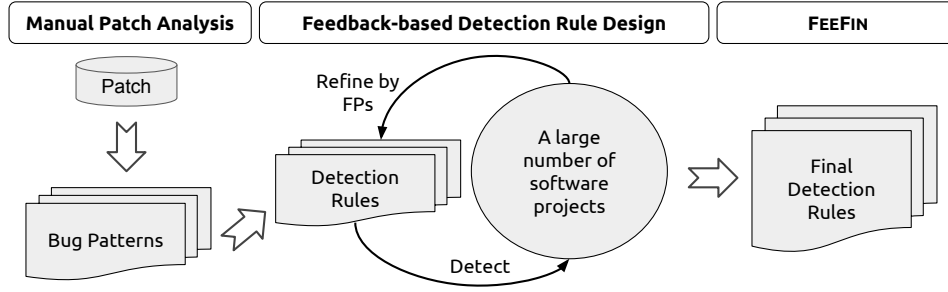 Manual Patch Analysis
Feedback-based Detection Rule Design
FEEFIN
Patch
Refine by
FPs
Detection
Rules
A large
number of
software
projects
Final
Detection
Rules
Bug Patterns
Detect